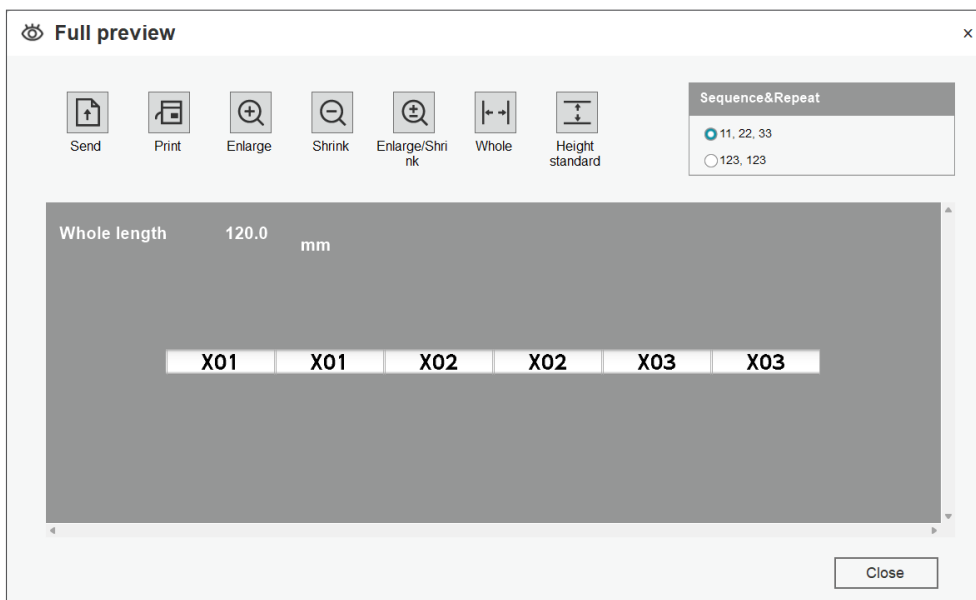 Full preview
x
Send
Print
Enlarge
Shrink
Enlarge/Shri
nk
Whole
Height
standard
Sequence&Repeat
11, 22, 33
123, 123
Whole length 120.0 mm
X01 X01 X02 X02 X03 X03
Close